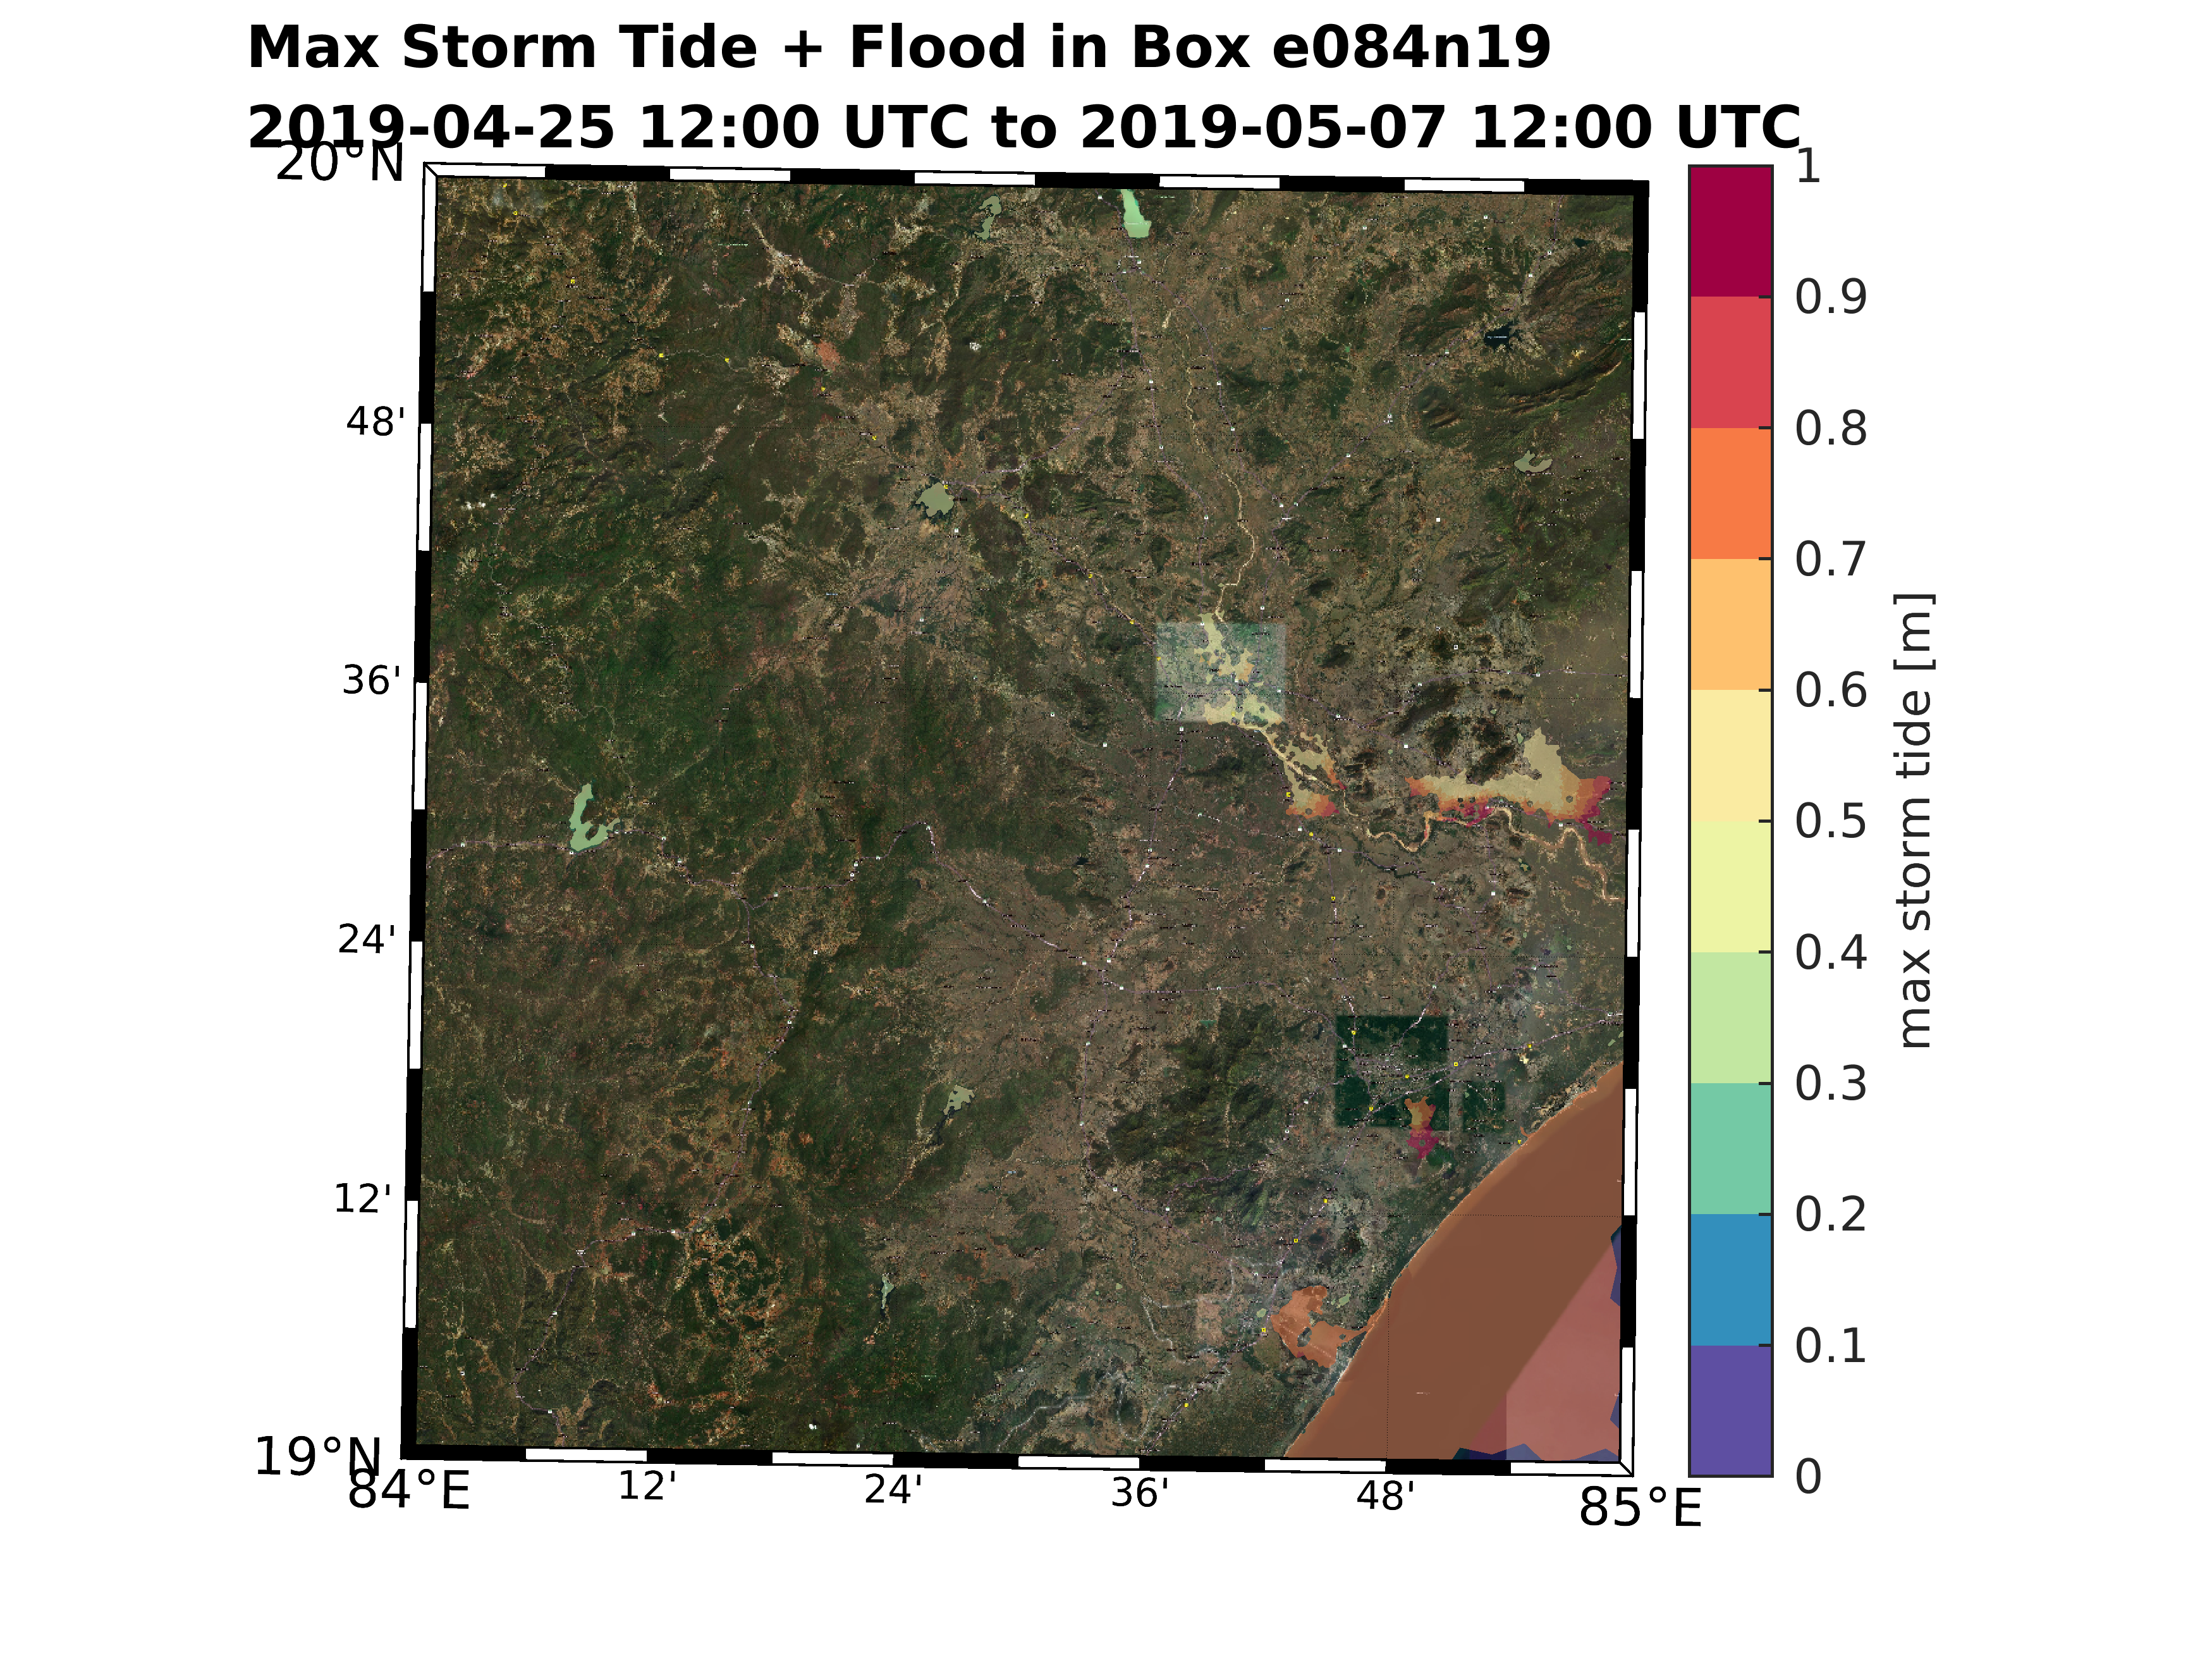 Max Storm Tide + Flood in Box e084n19
2019-04-25 12:00 UTC to 2019-05-07 12:00 UTC
20°N
48'
36'
24'
12'
19°N
84°E
12'
24'
36'
48'
85°E
1
0.9
0.8
0.7
0.6
0.5
0.4
0.3
0.2
0.1
0
max storm tide [m]